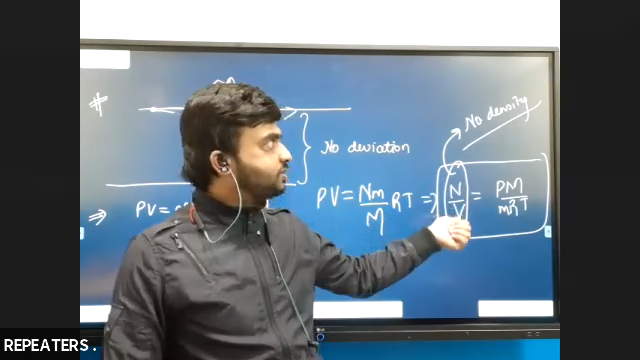 #
No density
No deviation
⇒ PV =
PV = Nm/M RT ⇒ N/V = PM/mRT
REPEATERS.